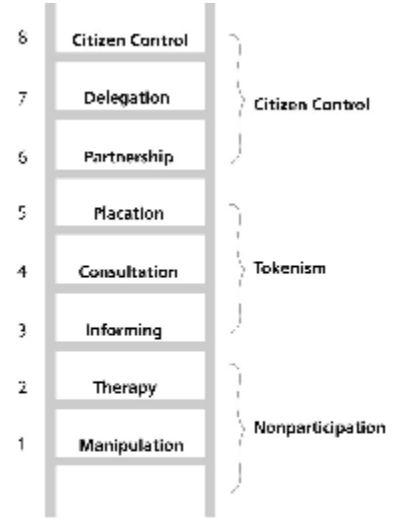 8 Citizen Control
7 Delegation
Citizen Control
6 Partnership
5 Placation
4 Consultation
Tokenism
3 Informing
2 Therapy
1 Manipulation
Nonparticipation